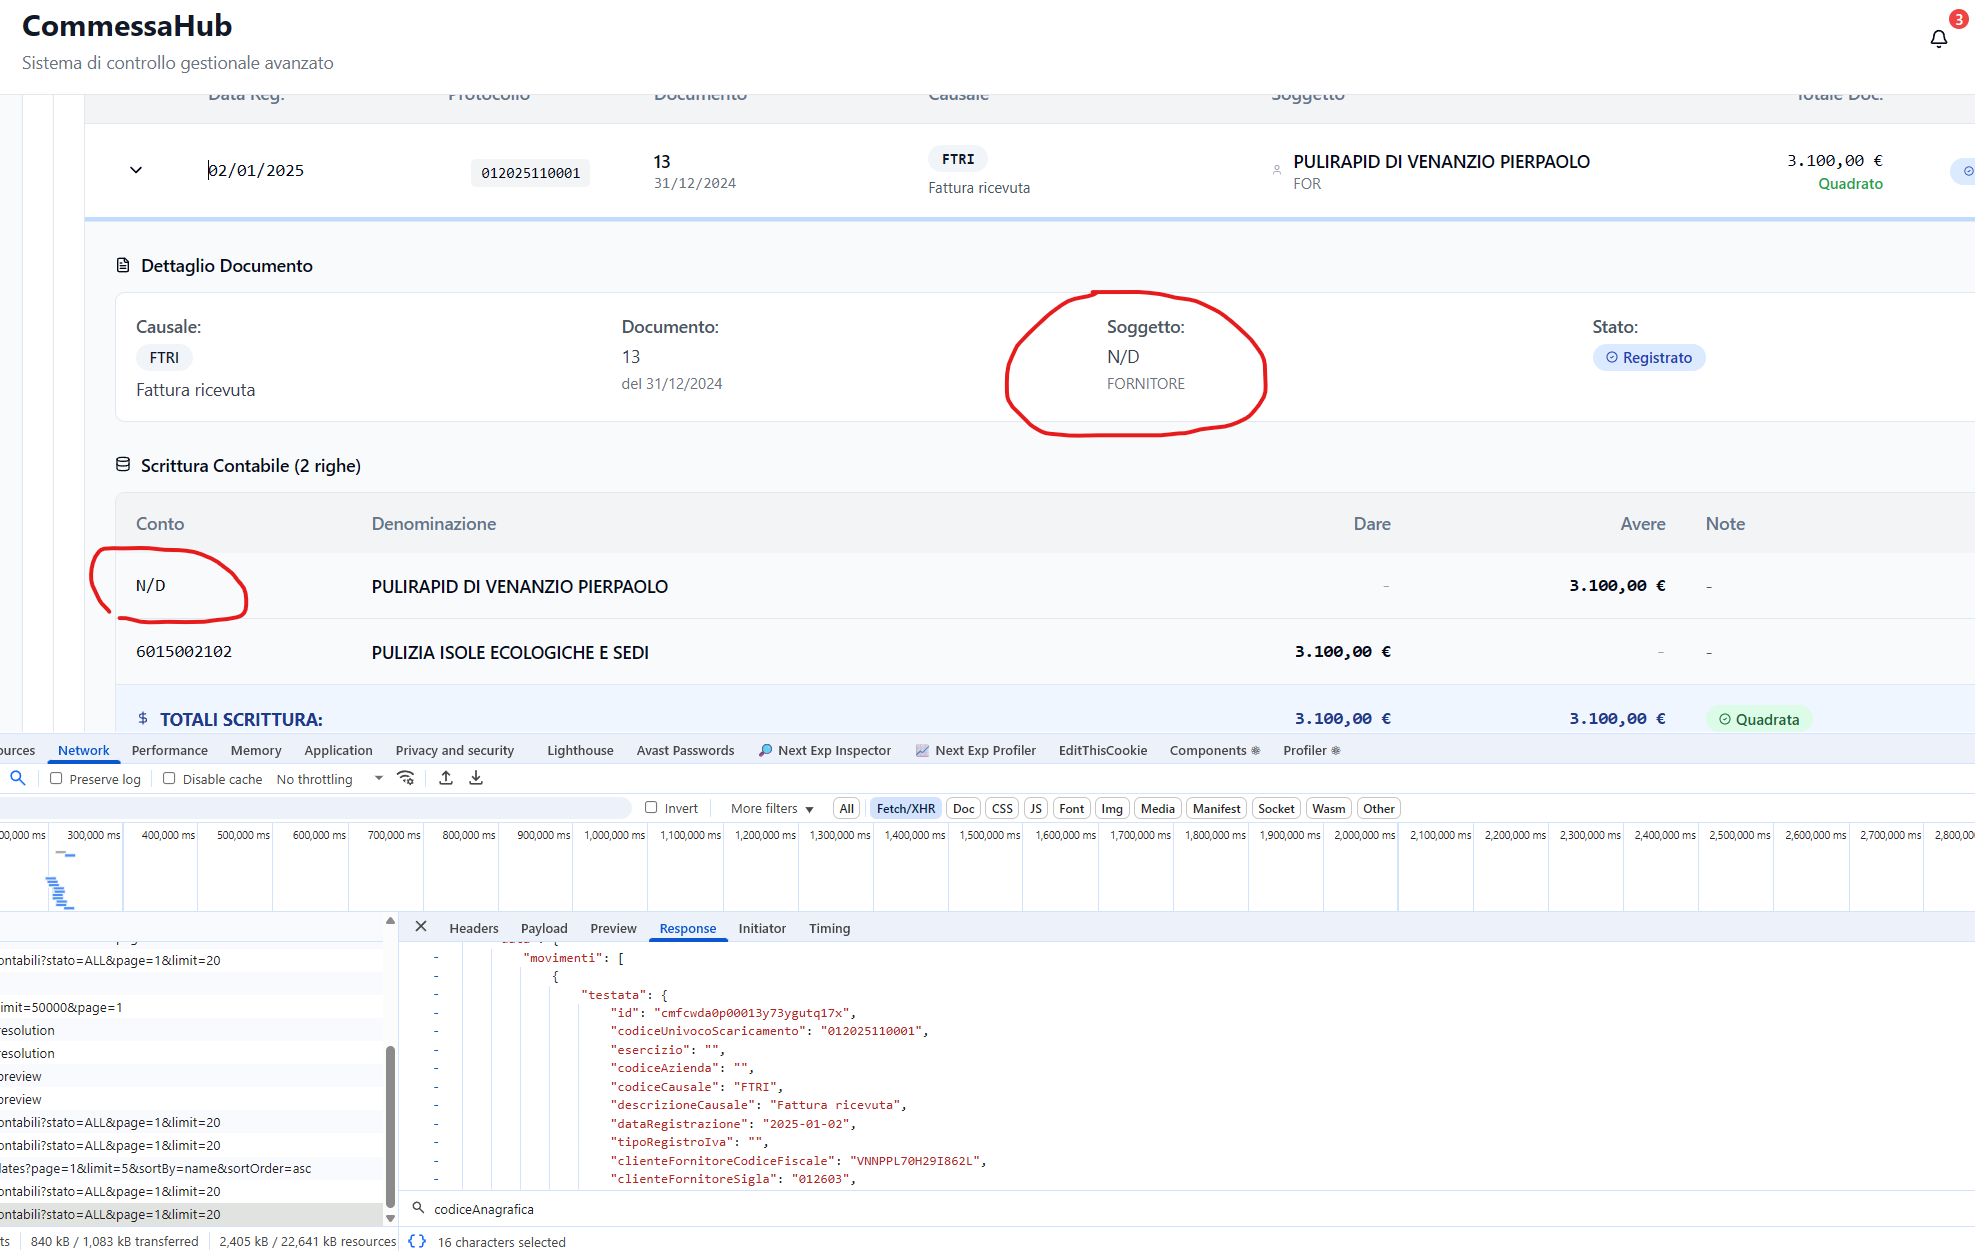 CommessaHub
3
Sistema di controllo gestionale avanzato
Data Reg. Protocollo Documento Causale Soggetto Totale Doc.
02/01/2025 012025110001 13 31/12/2024 FTRI Fattura ricevuta PULIRAPID DI VENANZIO PIERPAOLO FOR 3.100,00 € Quadrato
Dettaglio Documento
Causale: Documento: Soggetto: Stato:
FTRI 13 N/D Registrato
Fattura ricevuta del 31/12/2024 FORNITORE
Scrittura Contabile (2 righe)
Conto Denominazione Dare Avere Note
N/D PULIRAPID DI VENANZIO PIERPAOLO - 3.100,00 € -
6015002102 PULIZIA ISOLE ECOLOGICHE E SEDI 3.100,00 € - -
$ TOTALI SCRITTURA: 3.100,00 € 3.100,00 € Quadrata
ources Network Performance Memory Application Privacy and security Lighthouse Avast Passwords Next Exp Inspector Next Exp Profiler EditThisCookie Components Profiler
Preserve log Disable cache No throttling
Invert More filters All Fetch/XHR Doc CSS JS Font Img Media Manifest Socket Wasm Other
00,000 ms 300,000 ms 400,000 ms 500,000 ms 600,000 ms 700,000 ms 800,000 ms 900,000 ms 1,000,000 ms 1,100,000 ms 1,200,000 ms 1,300,000 ms 1,400,000 ms 1,500,000 ms 1,600,000 ms 1,700,000 ms 1,800,000 ms 1,900,000 ms 2,000,000 ms 2,100,000 ms 2,200,000 ms 2,300,000 ms 2,400,000 ms 2,500,000 ms 2,600,000 ms 2,700,000 ms 2,800,00
Headers Payload Preview Response Initiator Timing
ontabili?stato=ALL&page=1&limit=20
imit=50000&page=1
resolution
resolution
preview
preview
ontabili?stato=ALL&page=1&limit=20
ontabili?stato=ALL&page=1&limit=20
lates?page=1&limit=5&sortBy=name&sortOrder=asc
ontabili?stato=ALL&page=1&limit=20
ontabili?stato=ALL&page=1&limit=20
- "movimenti": [
- {
- "testata": {
- "id": "cmfcwda0p00013y73ygutq17x",
- "codiceUnivocoScaricamento": "012025110001",
- "esercizio": "",
- "codiceAzienda": "",
- "codiceCausale": "FTRI",
- "descrizioneCausale": "Fattura ricevuta",
- "dataRegistrazione": "2025-01-02",
- "tipoRegistroIva": "",
- "clienteFornitoreCodiceFiscale": "VNNPPL70H29I862L",
- "clienteFornitoreSigla": "012603",
codiceAnagrafica
ts 840 kB / 1,083 kB transferred 2,405 kB / 22,641 kB resources {} 16 characters selected